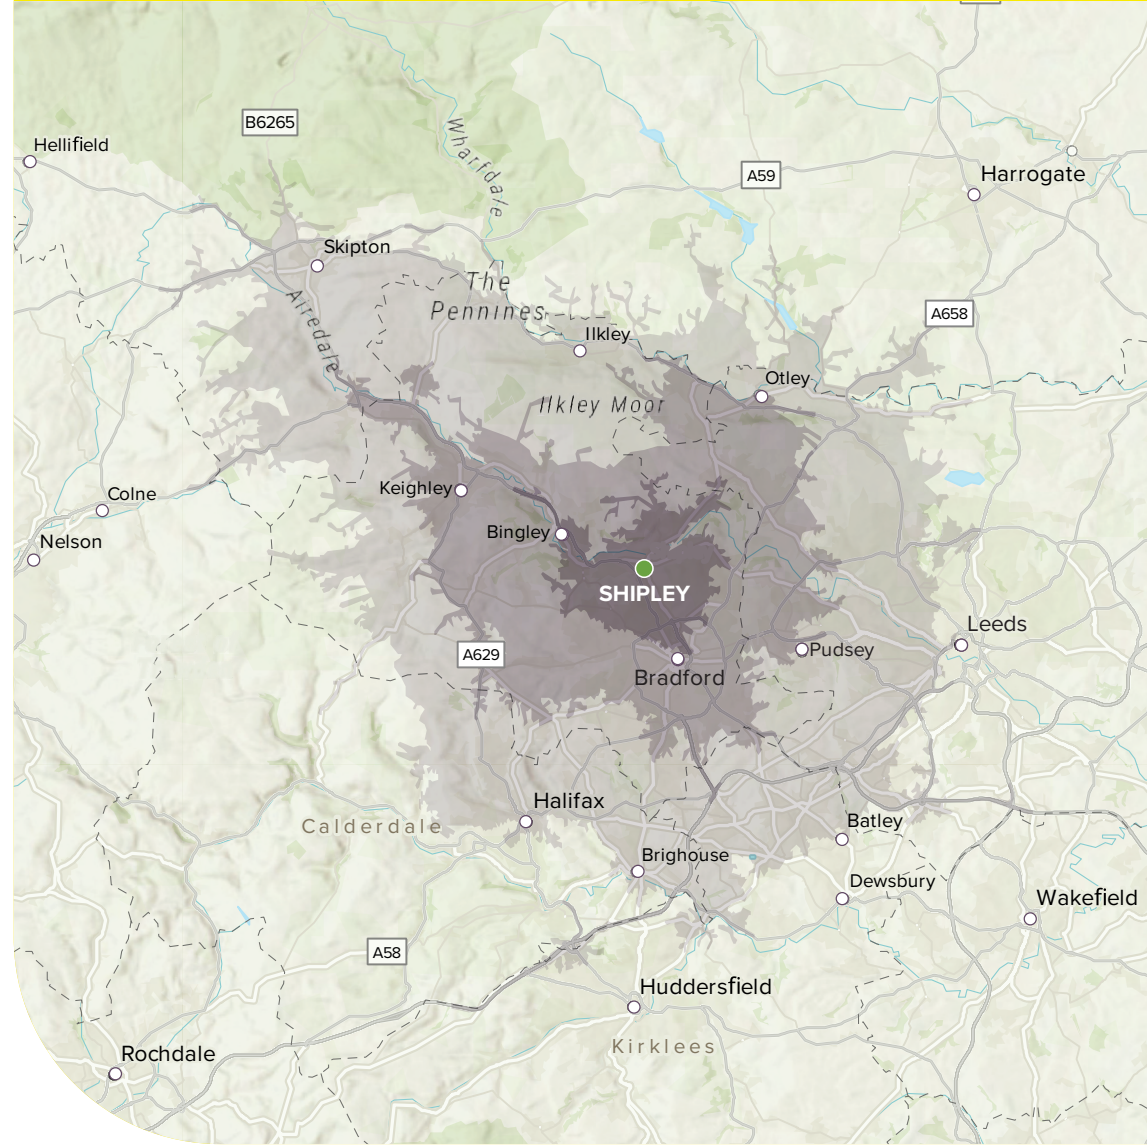 B6265
Hellifield
Wharfdale
A59
Harrogate
Skipton
The
Pennines
Airedale
A658
Ilkley
Otley
Ilkley Moor
Keighley
Colne
Bingley
Nelson
SHIPLEY
Leeds
A629
Pudsey
Bradford
Halifax
Calderdale
Batley
Brighouse
Dewsbury
Wakefield
A58
Huddersfield
Kirklees
Rochdale